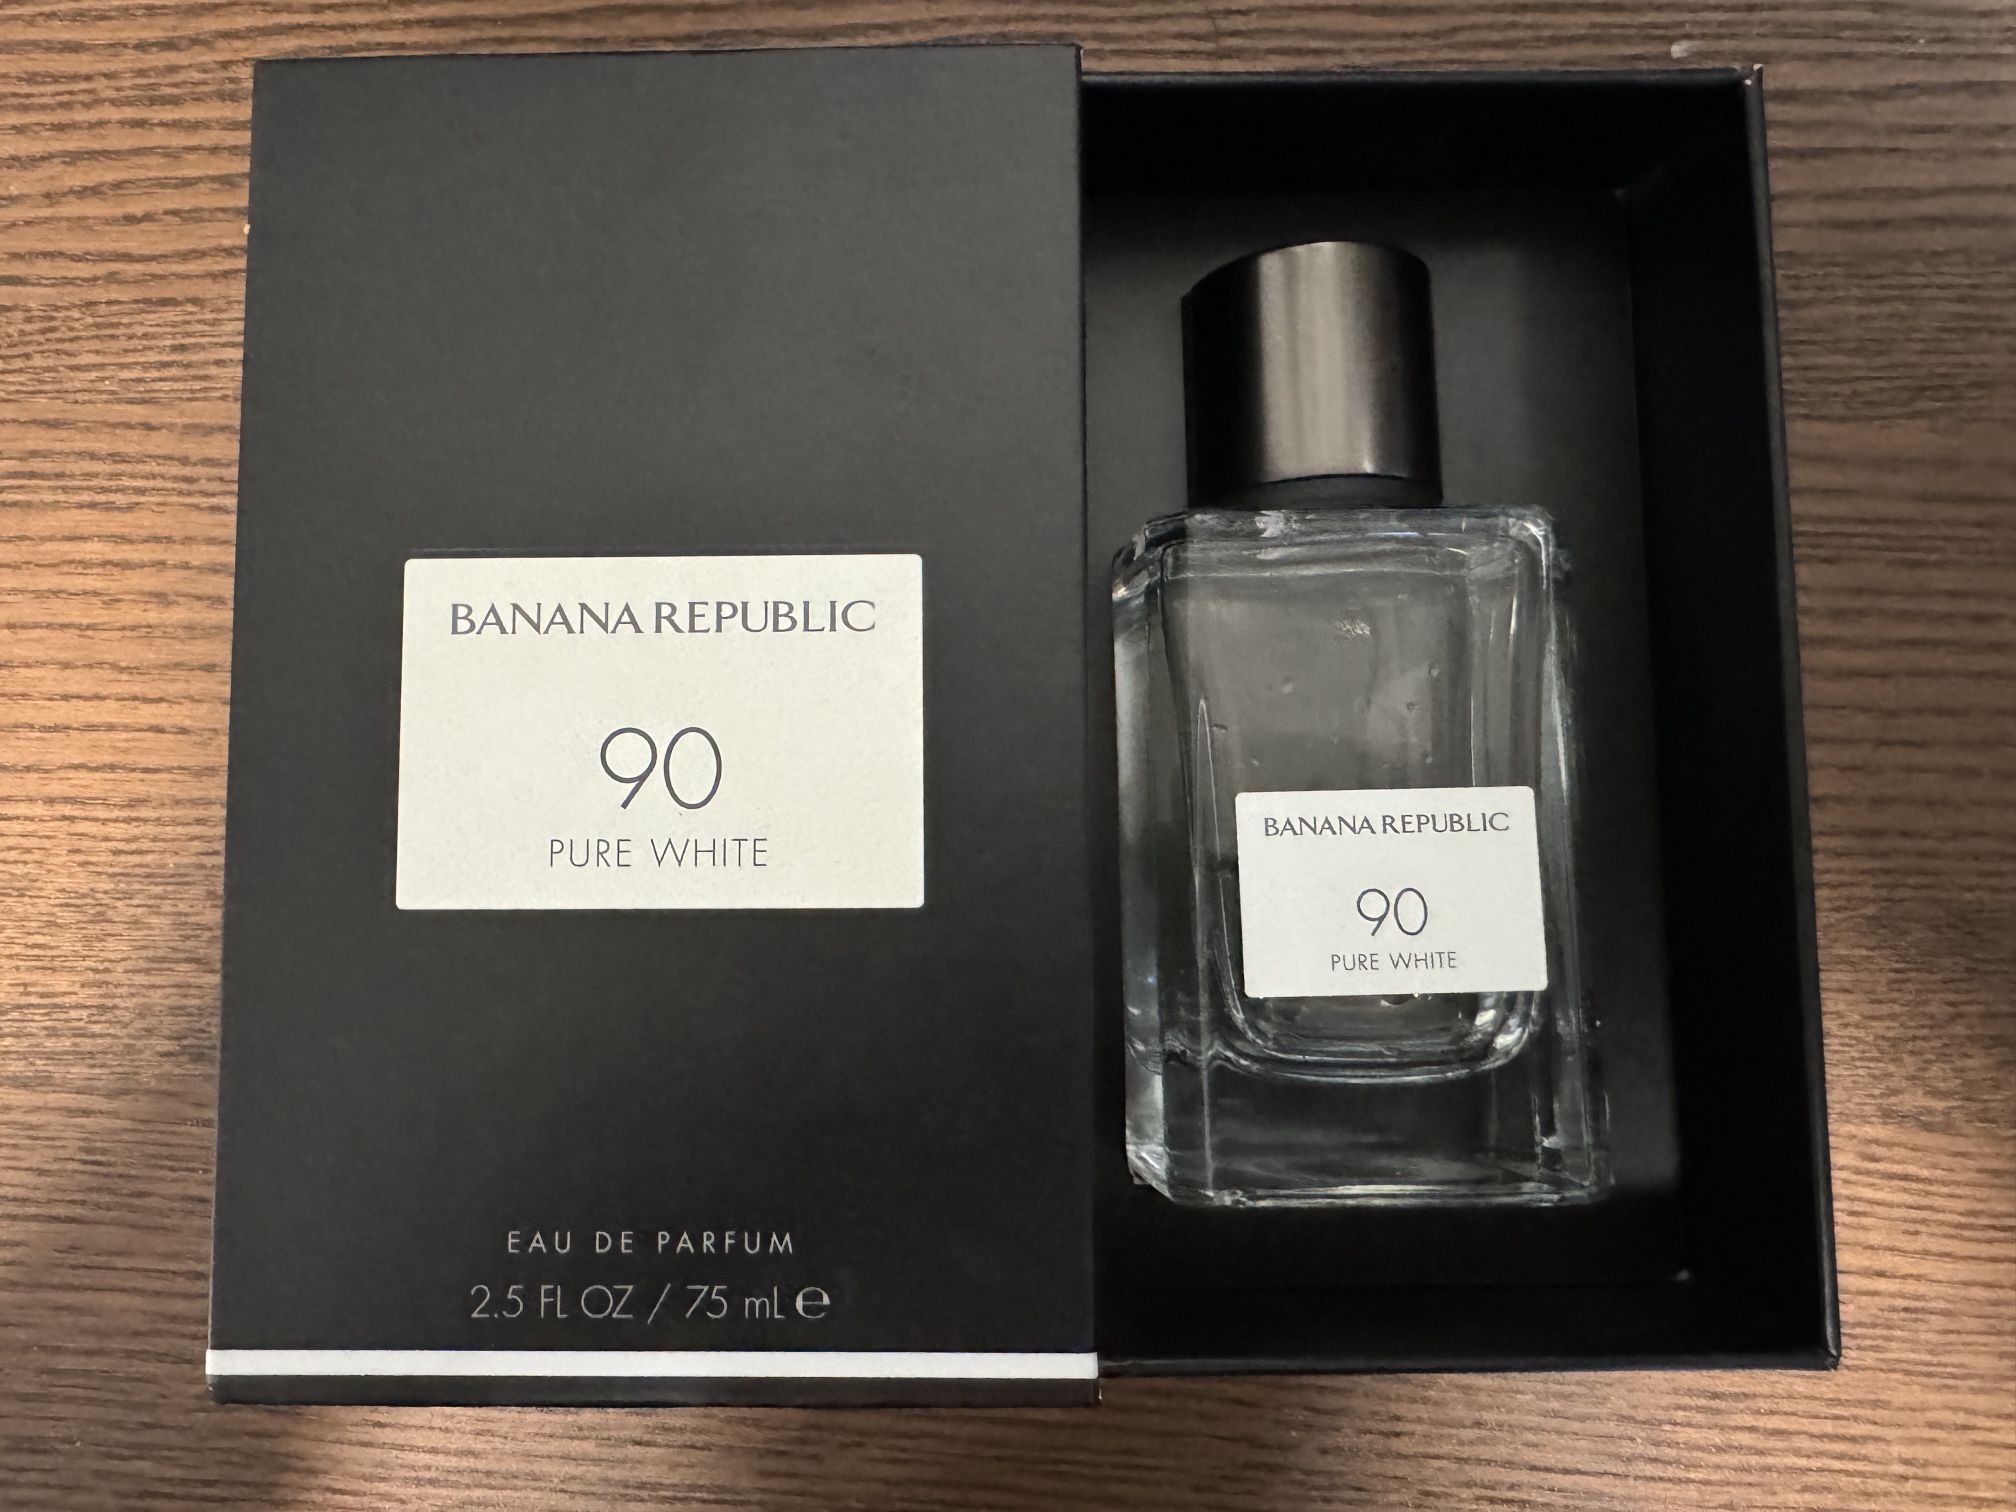 BANANA REPUBLIC
90
PURE WHITE
EAU DE PARFUM
2.5 FL OZ / 75 mL ℮
BANANA REPUBLIC
90
PURE WHITE